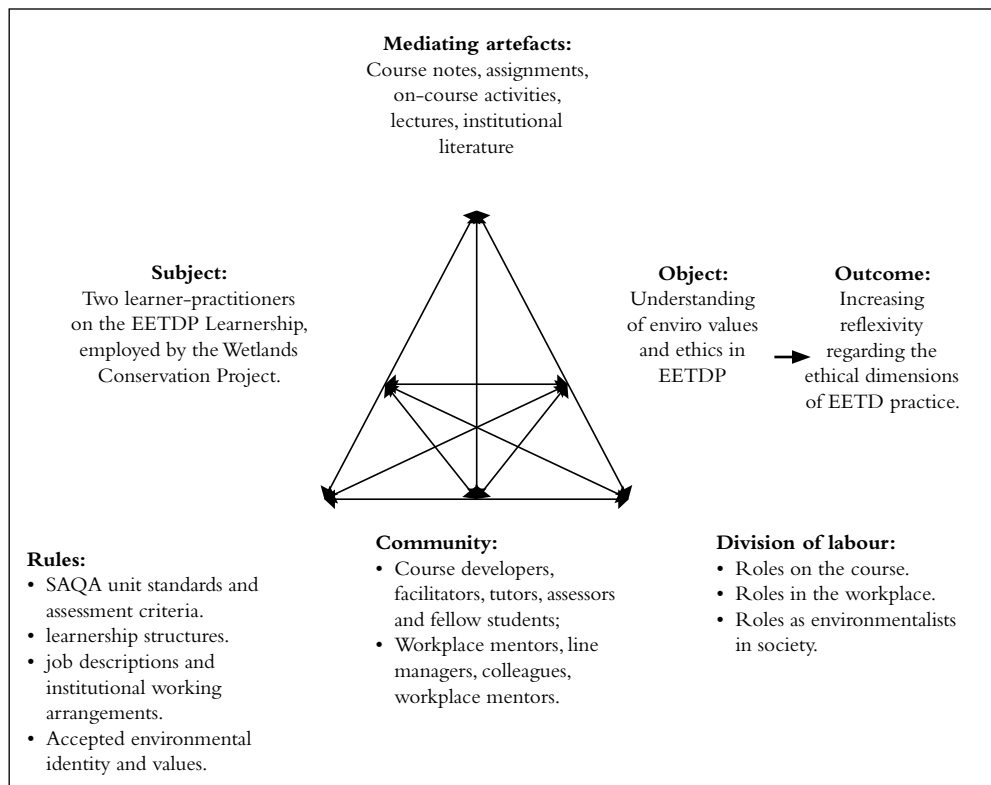 Mediating artefacts:
Course notes, assignments,
on-course activities,
lectures, institutional
literature
Subject:
Two learner-practitioners
on the EETDP Learnership,
employed by the Wetlands
Conservation Project.
Object:
Understanding
of enviro values
and ethics in
EETDP
Outcome:
Increasing
reflexivity
regarding the
ethical dimensions
of EETD practice.
Rules:
• SAQA unit standards and
assessment criteria.
• learnership structures.
• job descriptions and
institutional working
arrangements.
• Accepted environmental
identity and values.
Community:
• Course developers,
facilitators, tutors, assessors
and fellow students;
• Workplace mentors, line
managers, colleagues,
workplace mentors.
Division of labour:
• Roles on the course.
• Roles in the workplace.
• Roles as environmentalists
in society.